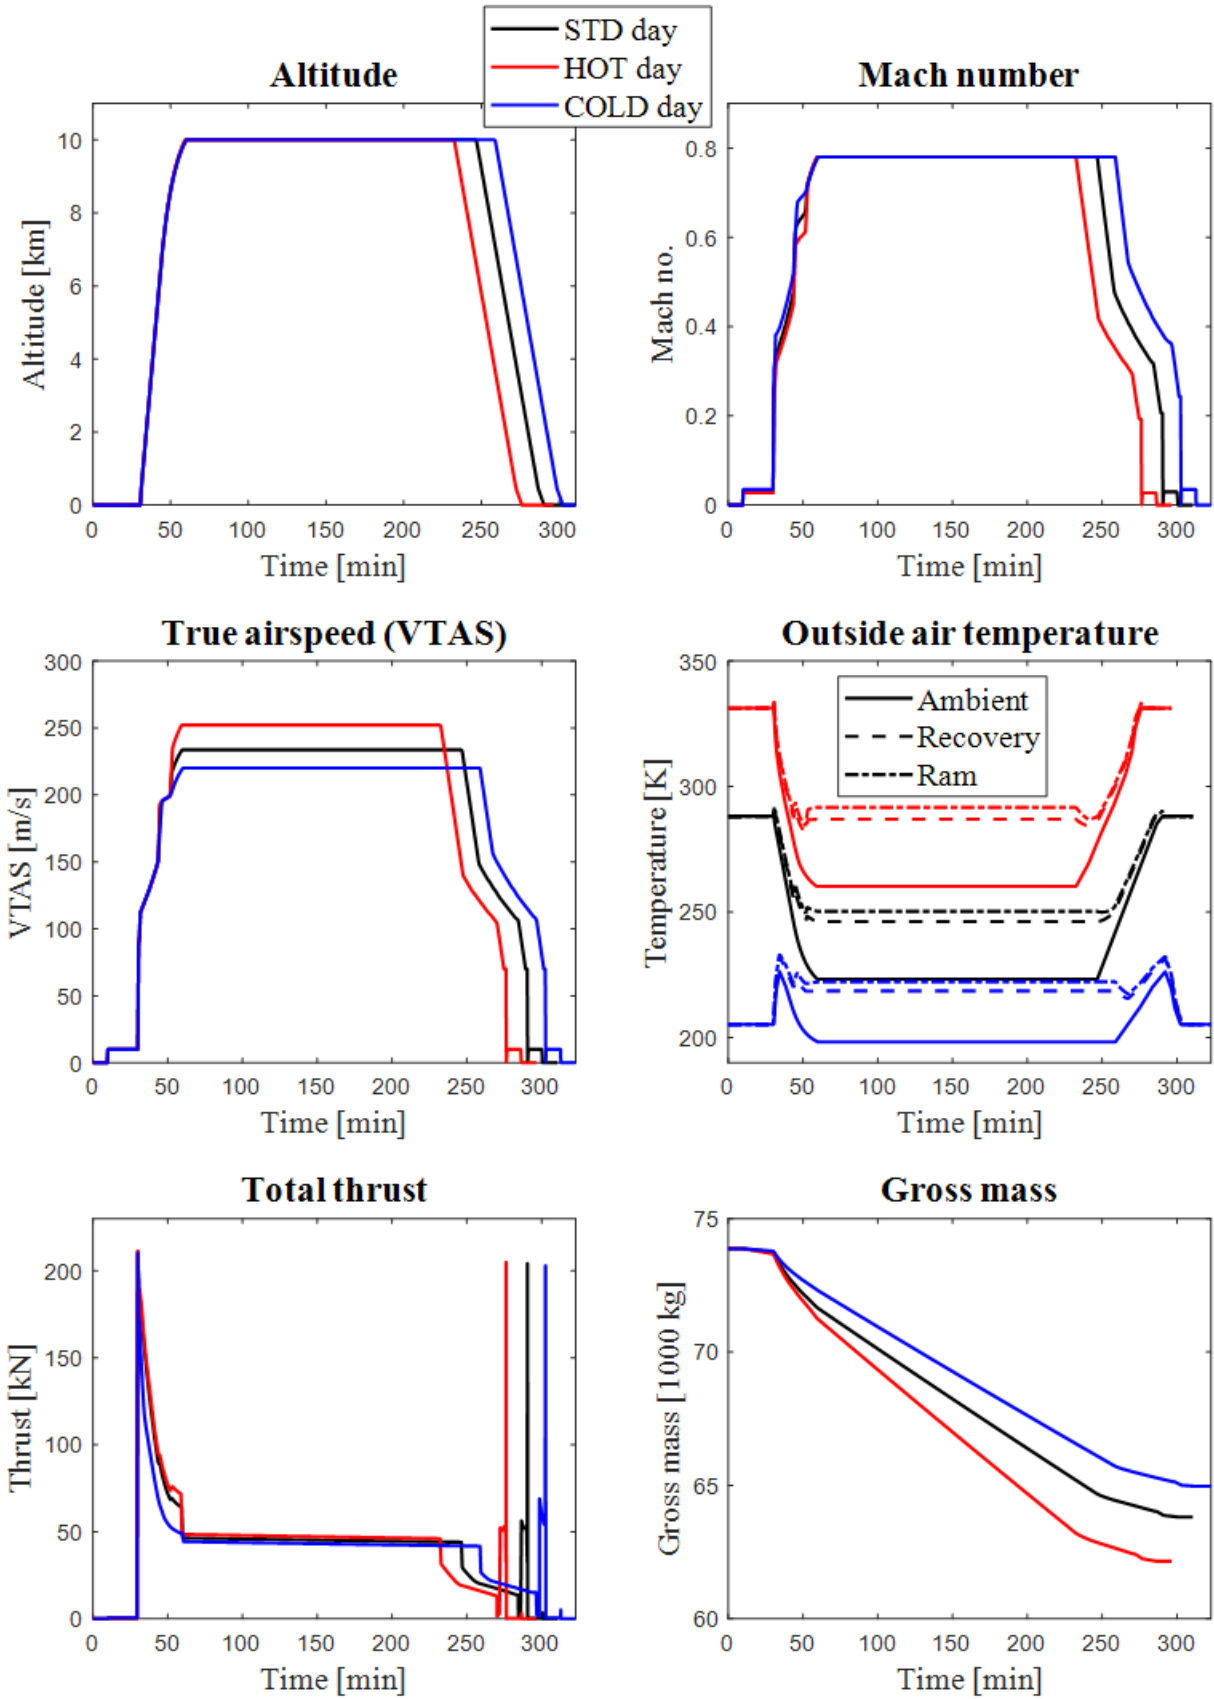 STD day
HOT day
COLD day
Altitude
Mach number
10
8
6
4
2
0
Altitude [km]
0 50 100 150 200 250 300
Time [min]
0.8
0.6
0.4
0.2
0
Mach no.
0 50 100 150 200 250 300
Time [min]
True airspeed (VTAS)
Outside air temperature
300
250
200
150
100
50
0
VTAS [m/s]
0 50 100 150 200 250 300
Time [min]
350
300
250
200
Temperature [K]
Ambient
Recovery
Ram
0 50 100 150 200 250 300
Time [min]
Total thrust
Gross mass
200
150
100
50
0
Thrust [kN]
0 50 100 150 200 250 300
Time [min]
75
70
65
60
Gross mass [1000 kg]
0 50 100 150 200 250 300
Time [min]